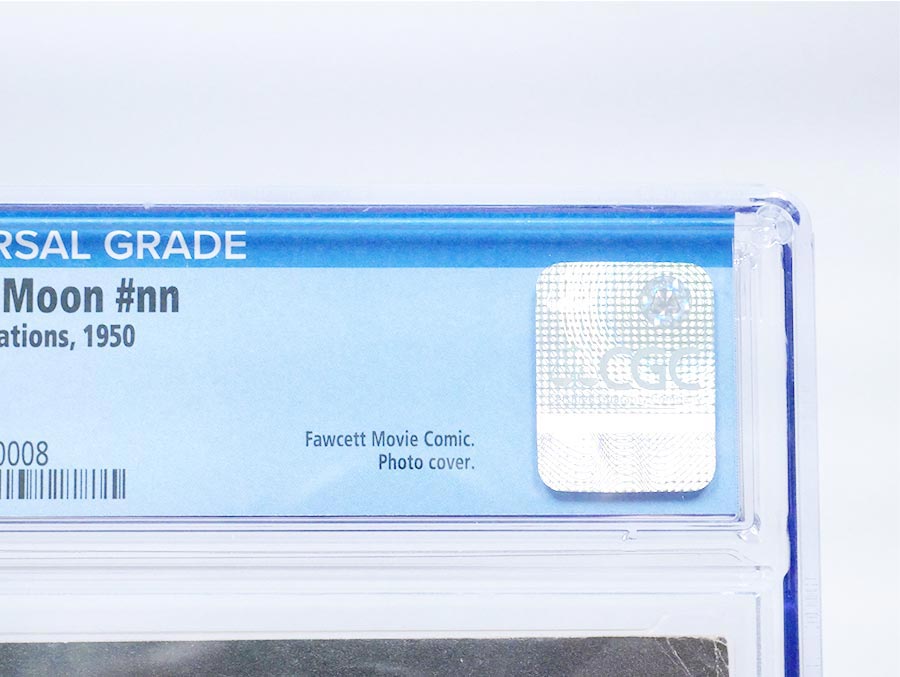 RSAL GRADE
Moon #nn
ations, 1950
0008
Fawcett Movie Comic.
Photo cover.
CGC